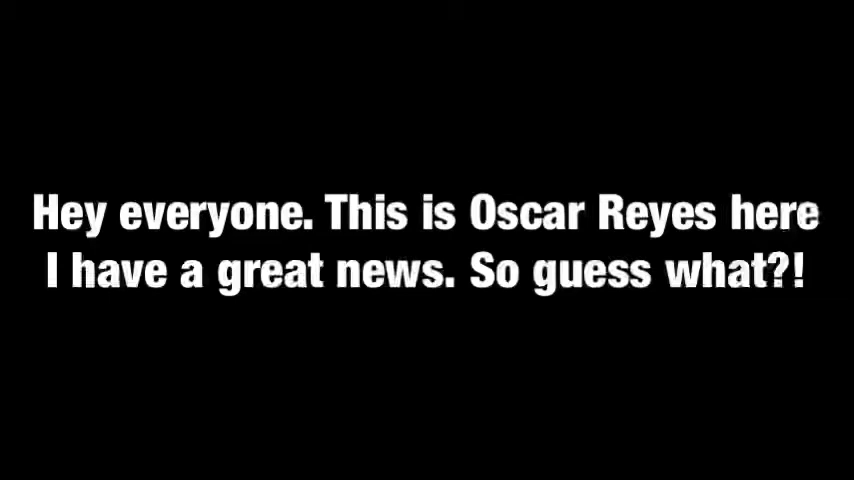 Hey everyone. This is Oscar Reyes here
I have a great news. So guess what?!